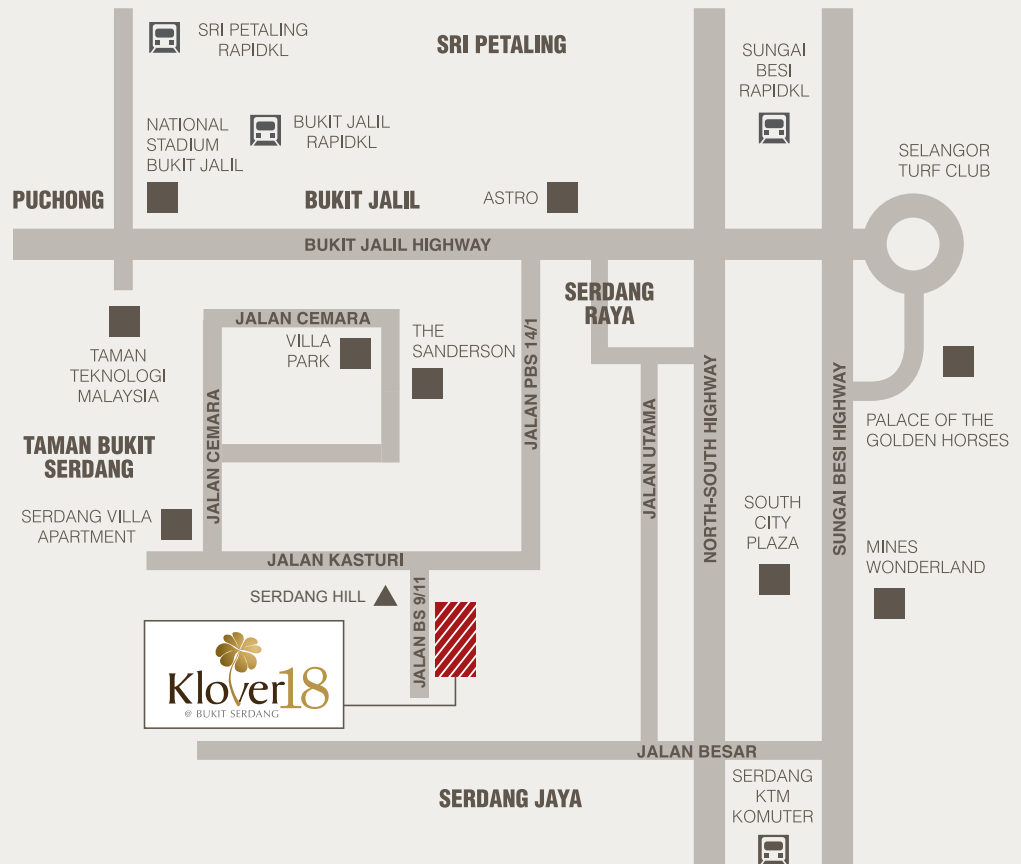 SRI PETALING
RAPIDKL
SRI PETALING
SUNGAI
BESI
RAPIDKL
NATIONAL
STADIUM
BUKIT JALIL
BUKIT JALIL
RAPIDKL
SELANGOR
TURF CLUB
PUCHONG
BUKIT JALIL
ASTRO
BUKIT JALIL HIGHWAY
SERDANG
RAYA
JALAN CEMARA
VILLA
PARK
THE
SANDERSON
JALAN PBS 14/1
TAMAN
TEKNOLOGI
MALAYSIA
JALAN CEMARA
JALAN UTAMA
NORTH-SOUTH HIGHWAY
SUNGAI BESI HIGHWAY
PALACE OF THE
GOLDEN HORSES
TAMAN BUKIT
SERDANG
SERDANG VILLA
APARTMENT
SOUTH
CITY
PLAZA
MINES
WONDERLAND
JALAN KASTURI
SERDANG HILL
JALAN BS 9/11
Klover18
@ BUKIT SERDANG
JALAN BESAR
SERDANG JAYA
SERDANG
KTM
KOMUTER